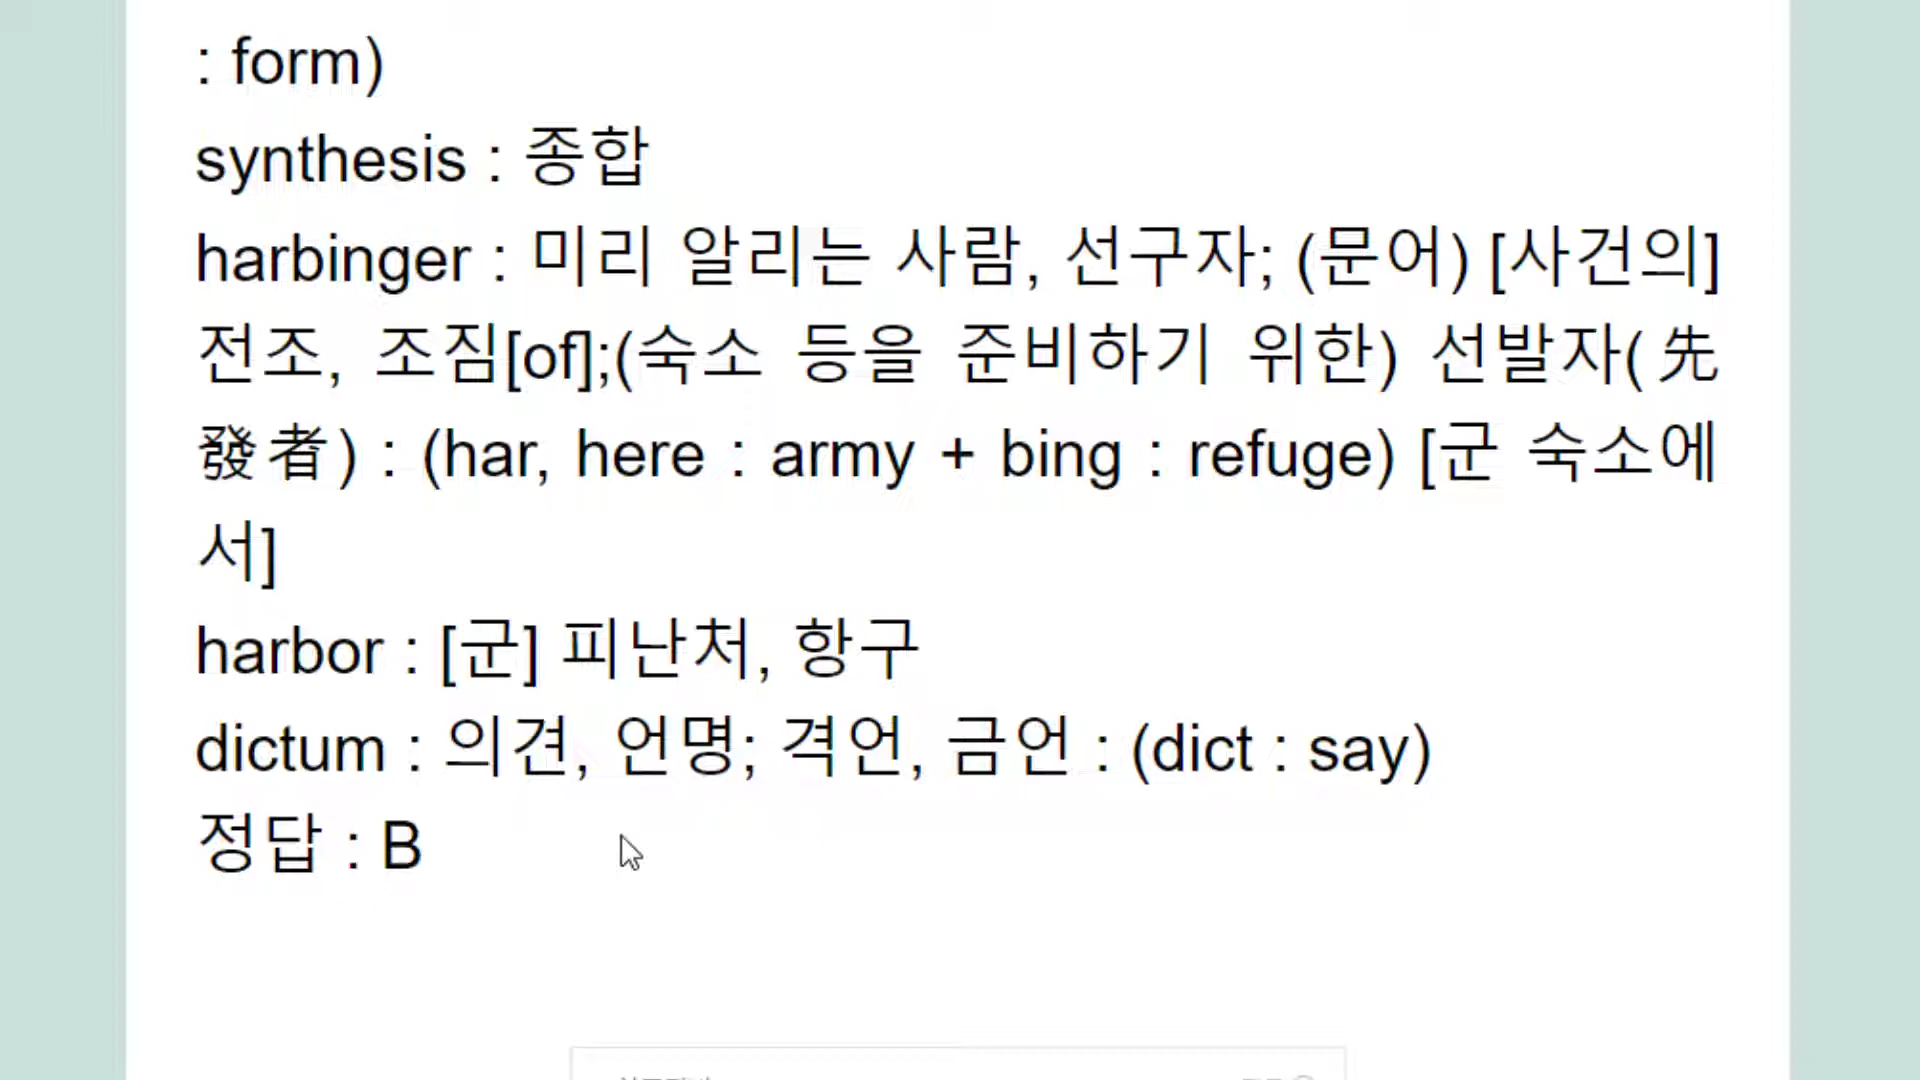 : form)
synthesis : 종합
harbinger : 미리 알리는 사람, 선구자; (문어) [사건의]
전조, 조짐[of];(숙소 등을 준비하기 위한) 선발자(先
發者) : (har, here : army + bing : refuge) [군 숙소에
서]
harbor : [군] 피난처, 항구
dictum : 의견, 언명; 격언, 금언 : (dict : say)
정답 : B